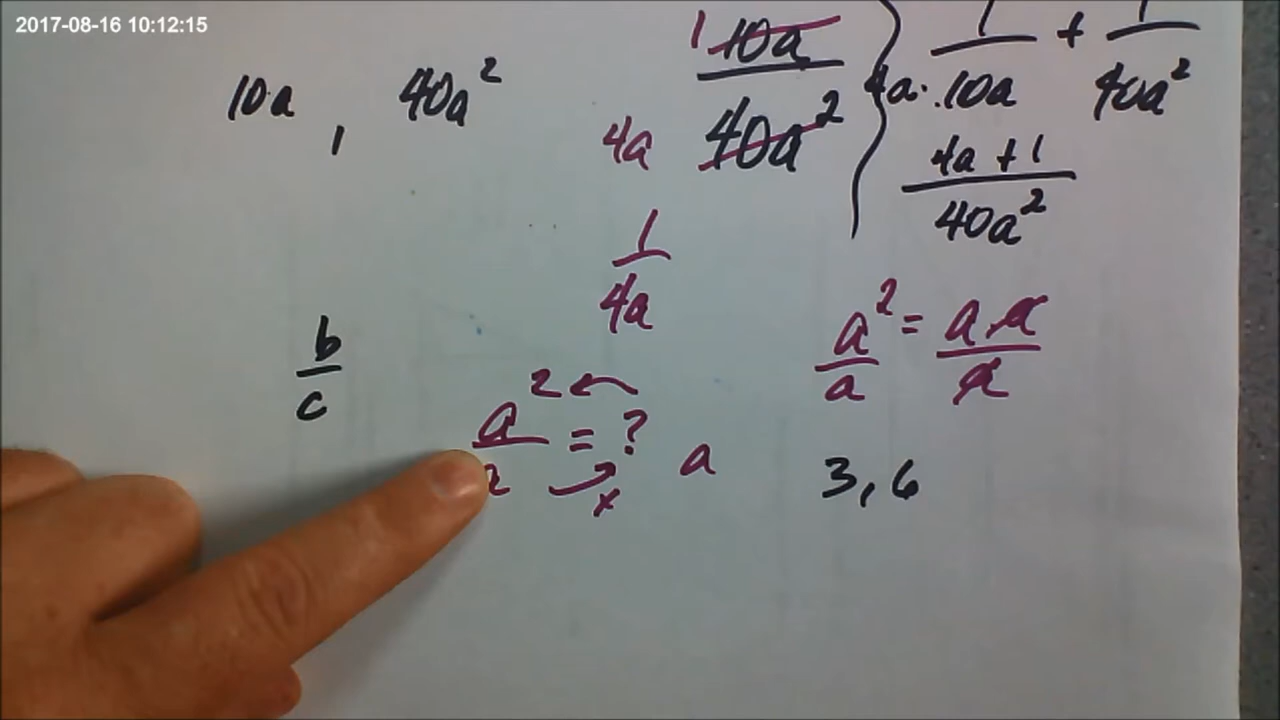 2017-08-16 10:12:15
10a , 40a²
1 10a
4a 40a²
1
4a
1/10a + 1/40a²
4a·
4a + 1
40a²
b
c
a² = a a
a a
a² = ?
x
a
3, 6